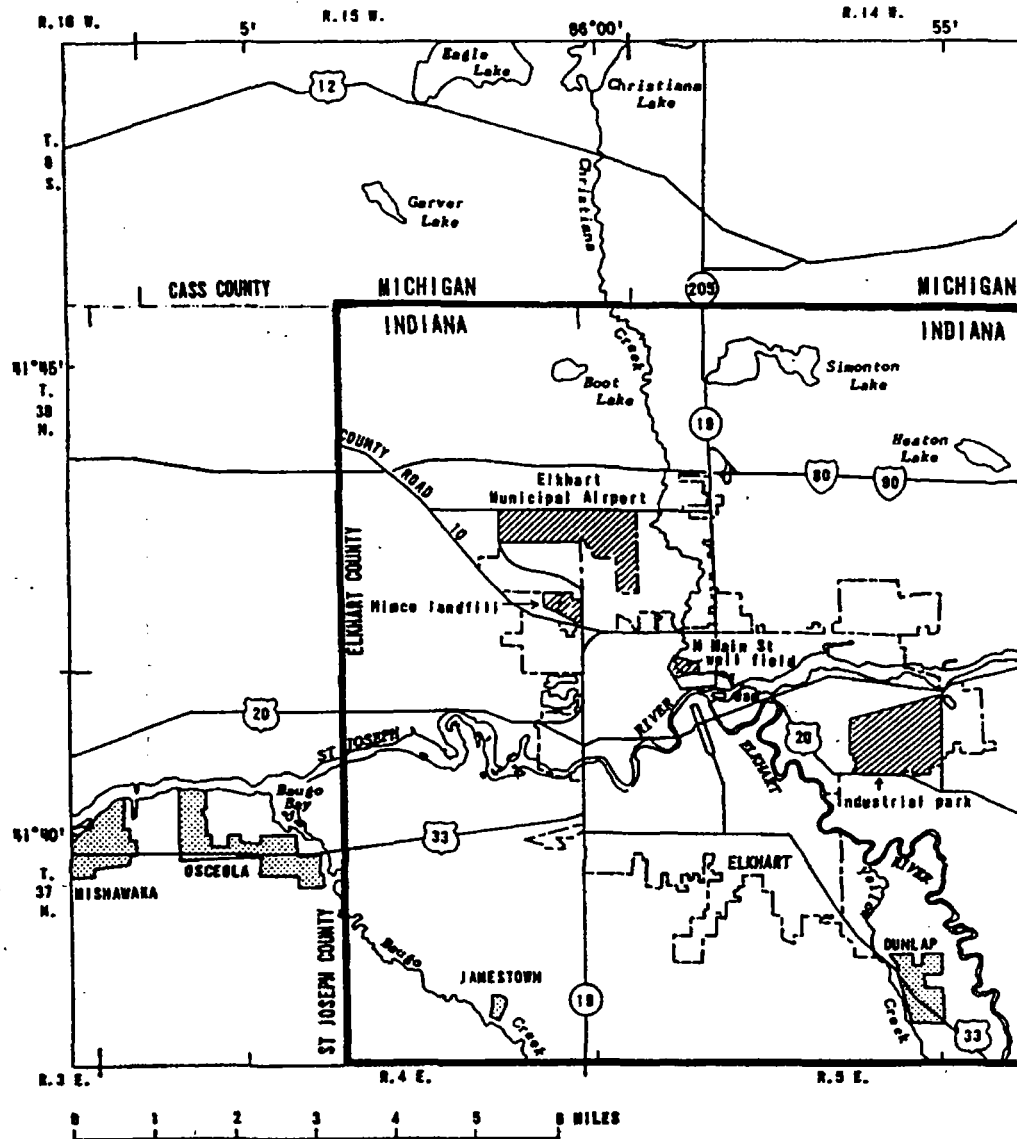 R.16 W.
R.15 W.
R.14 W.
5'
86°00'
55'
Eagle
Lake
Christiana
Lake
12
T.
8
S.
Christiana
Garver
Lake
CASS COUNTY
MICHIGAN
205
MICHIGAN
INDIANA
INDIANA
41°45'
T.
38
N.
Creek
Boot
Lake
Simonton
Lake
19
Heaton
Lake
COUNTY
ROAD
10
80
90
Elkhart
Municipal Airport
ELKHART COUNTY
Himco landfill
N Main St
well field
20
ST. JOSEPH
RIVER
ELKHART
20
Industrial park
Baugo
Bay
41°40'
33
T.
37
N.
MISHAWAKA
OSCEOLA
ELKHART
RIVER
Yellow
DUNLAP
ST JOSEPH COUNTY
Baugo
JAMESTOWN
Creek
19
Creek
33
R.3 E.
R.4 E.
R.5 E.
0 1 2 3 4 5 6 MILES